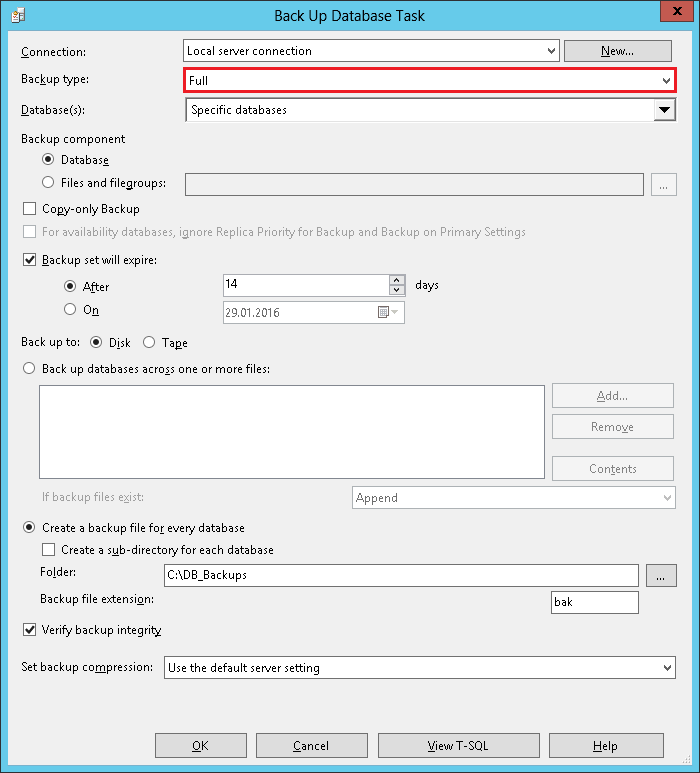 Back Up Database Task
X
Connection: Local server connection New...
Backup type: Full
Database(s): Specific databases
Backup component
Database
Files and filegroups: ...
Copy-only Backup
For availability databases, ignore Replica Priority for Backup and Backup on Primary Settings
Backup set will expire:
After 14 days
On 29.01.2016
Back up to: Disk Tape
Back up databases across one or more files:
Add...
Remove
Contents
If backup files exist: Append
Create a backup file for every database
Create a sub-directory for each database
Folder: C:\DB_Backups ...
Backup file extension: bak
Verify backup integrity
Set backup compression: Use the default server setting
OK Cancel View T-SQL Help